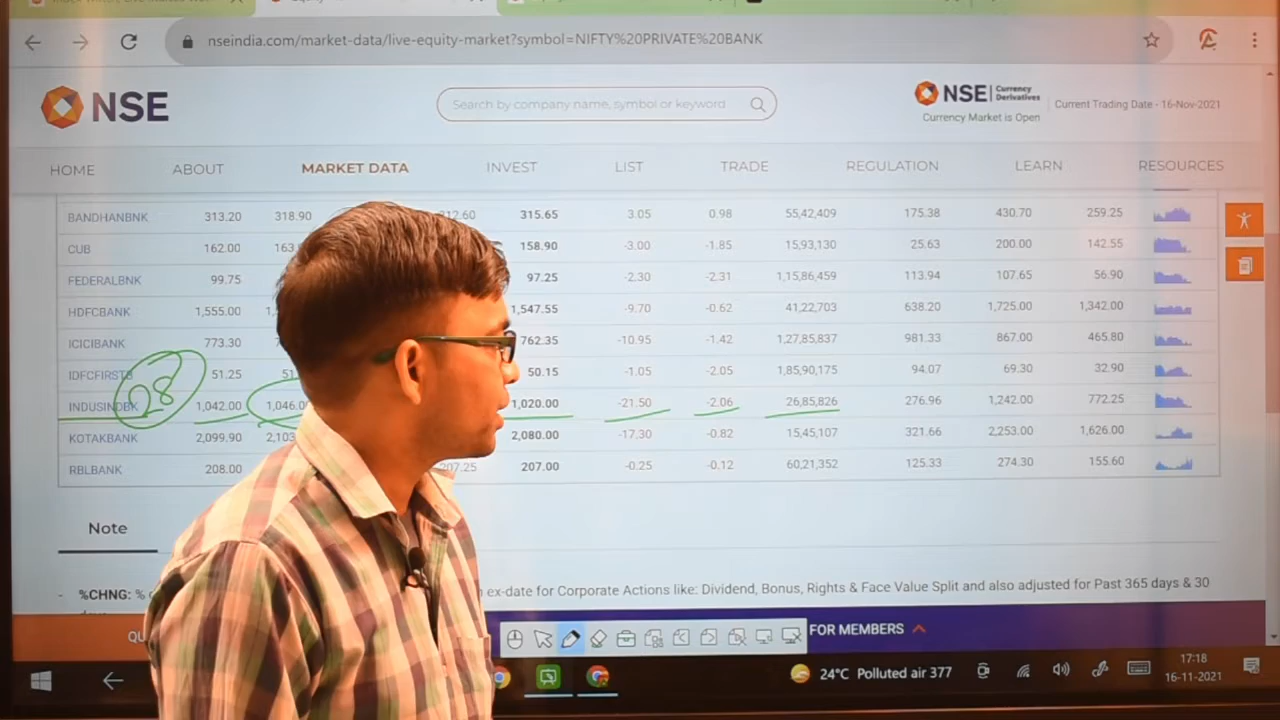 nseindia.com/market-data/live-equity-market?symbol=NIFTY%20PRIVATE%20BANK
NSE
Search by company name, symbol or keyword
NSE Currency Derivatives
Currency Market is Open
Current Trading Date - 16-Nov-2021
HOME ABOUT MARKET DATA INVEST LIST TRADE REGULATION LEARN RESOURCES
BANDHANBNK 313.20 318.90 315.65 3.05 0.98 55,42,409 175.38 430.70 259.25
CUB 162.00 158.90 -3.00 -1.85 15,93,130 25.63 200.00 142.55
FEDERALBNK 99.75 97.25 -2.30 -2.31 1,15,86,459 113.94 107.65 56.90
HDFCBANK 1,555.00 1,547.55 -9.70 -0.62 41,22,703 638.20 1,725.00 1,342.00
ICICIBANK 773.30 762.35 -10.95 -1.42 1,27,85,837 981.33 867.00 465.80
IDFCFIRSTB 51.25 50.15 -1.05 -2.05 1,85,90,175 94.07 69.30 32.90
28
INDUSINDBK 1,042.00 1,046.0 1,020.00 -21.50 -2.06 26,85,826 276.96 1,242.00 772.25
KOTAKBANK 2,099.90 2,103 2,080.00 -17.30 -0.82 15,45,107 321.66 2,253.00 1,626.00
RBLBANK 208.00 207.25 207.00 -0.25 -0.12 60,21,352 125.33 274.30 155.60
Note
- %CHNG: % ex-date for Corporate Actions like: Dividend, Bonus, Rights & Face Value Split and also adjusted for Past 365 days & 30
QU FOR MEMBERS
24°C Polluted air 377
17:18
16-11-2021